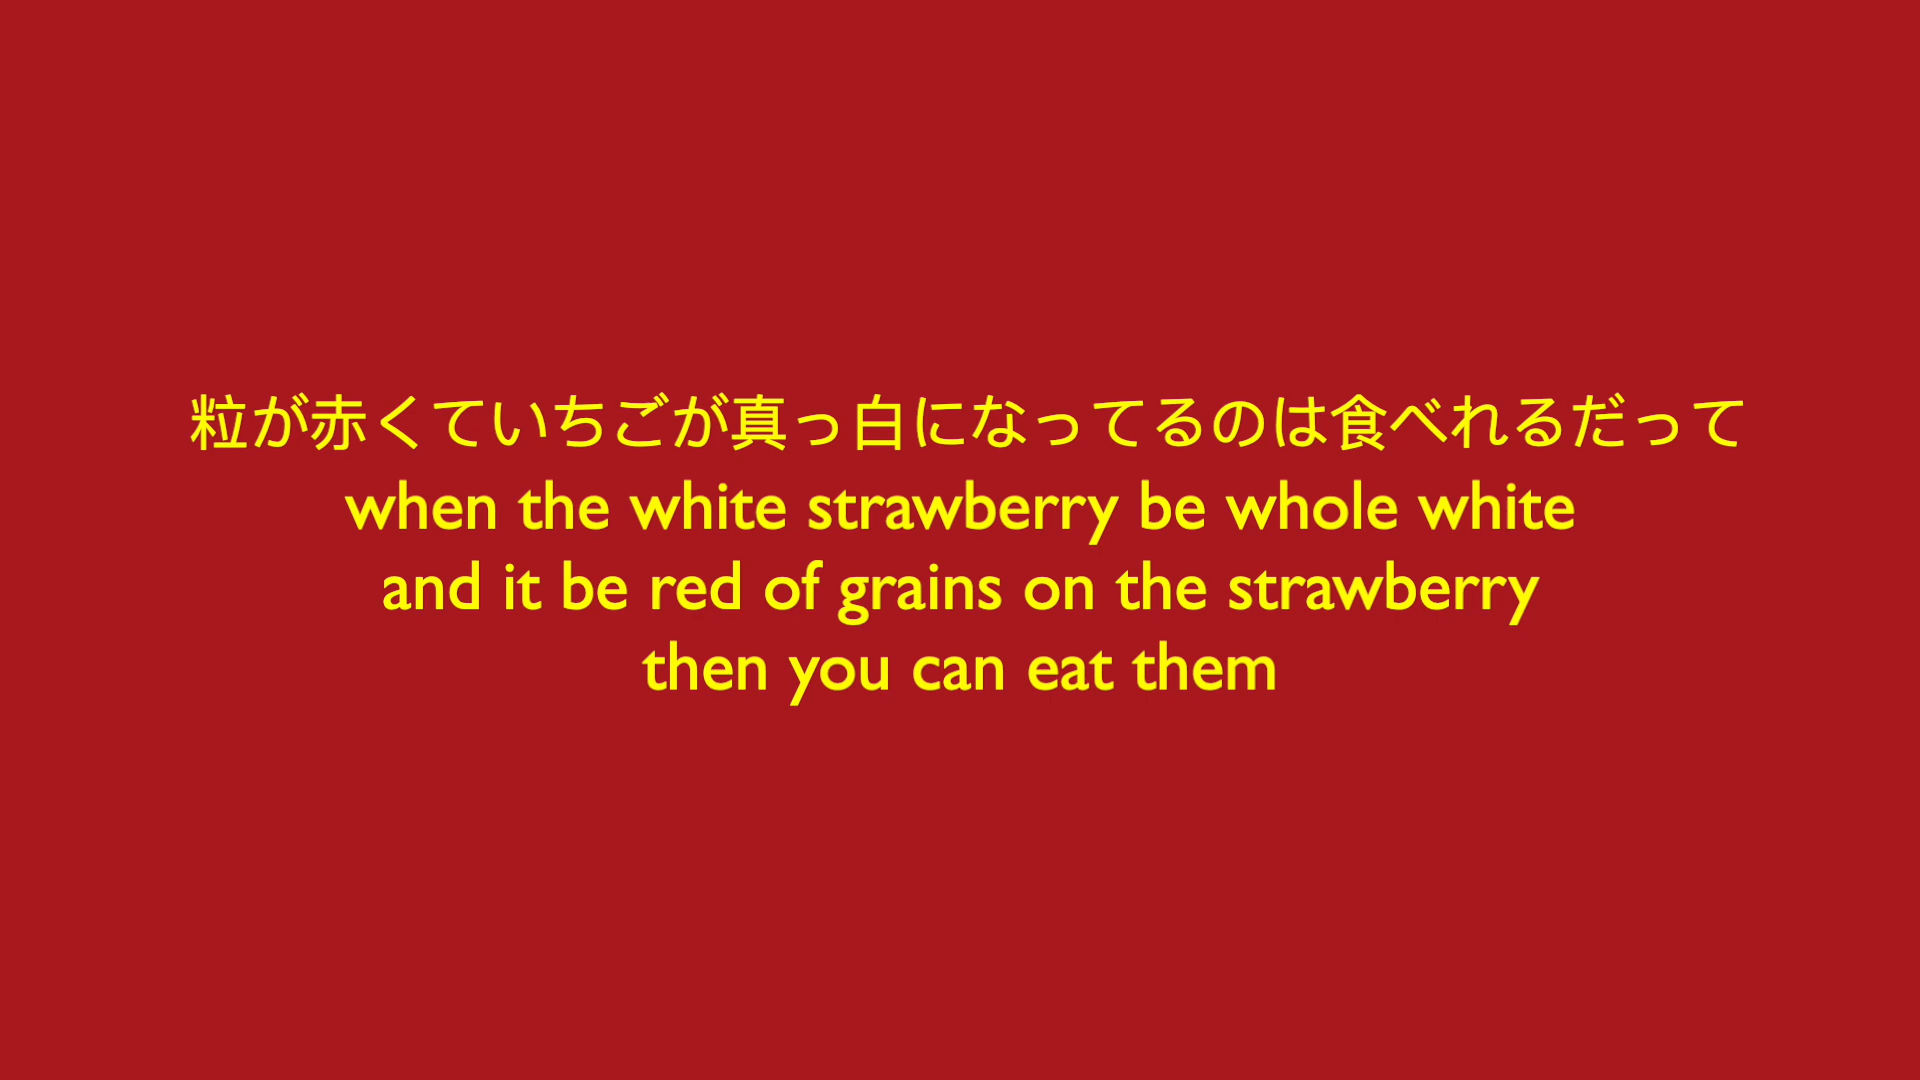 粒が赤くていちごが真っ白になってるのは食べれるだって
when the white strawberry be whole white
and it be red of grains on the strawberry
then you can eat them